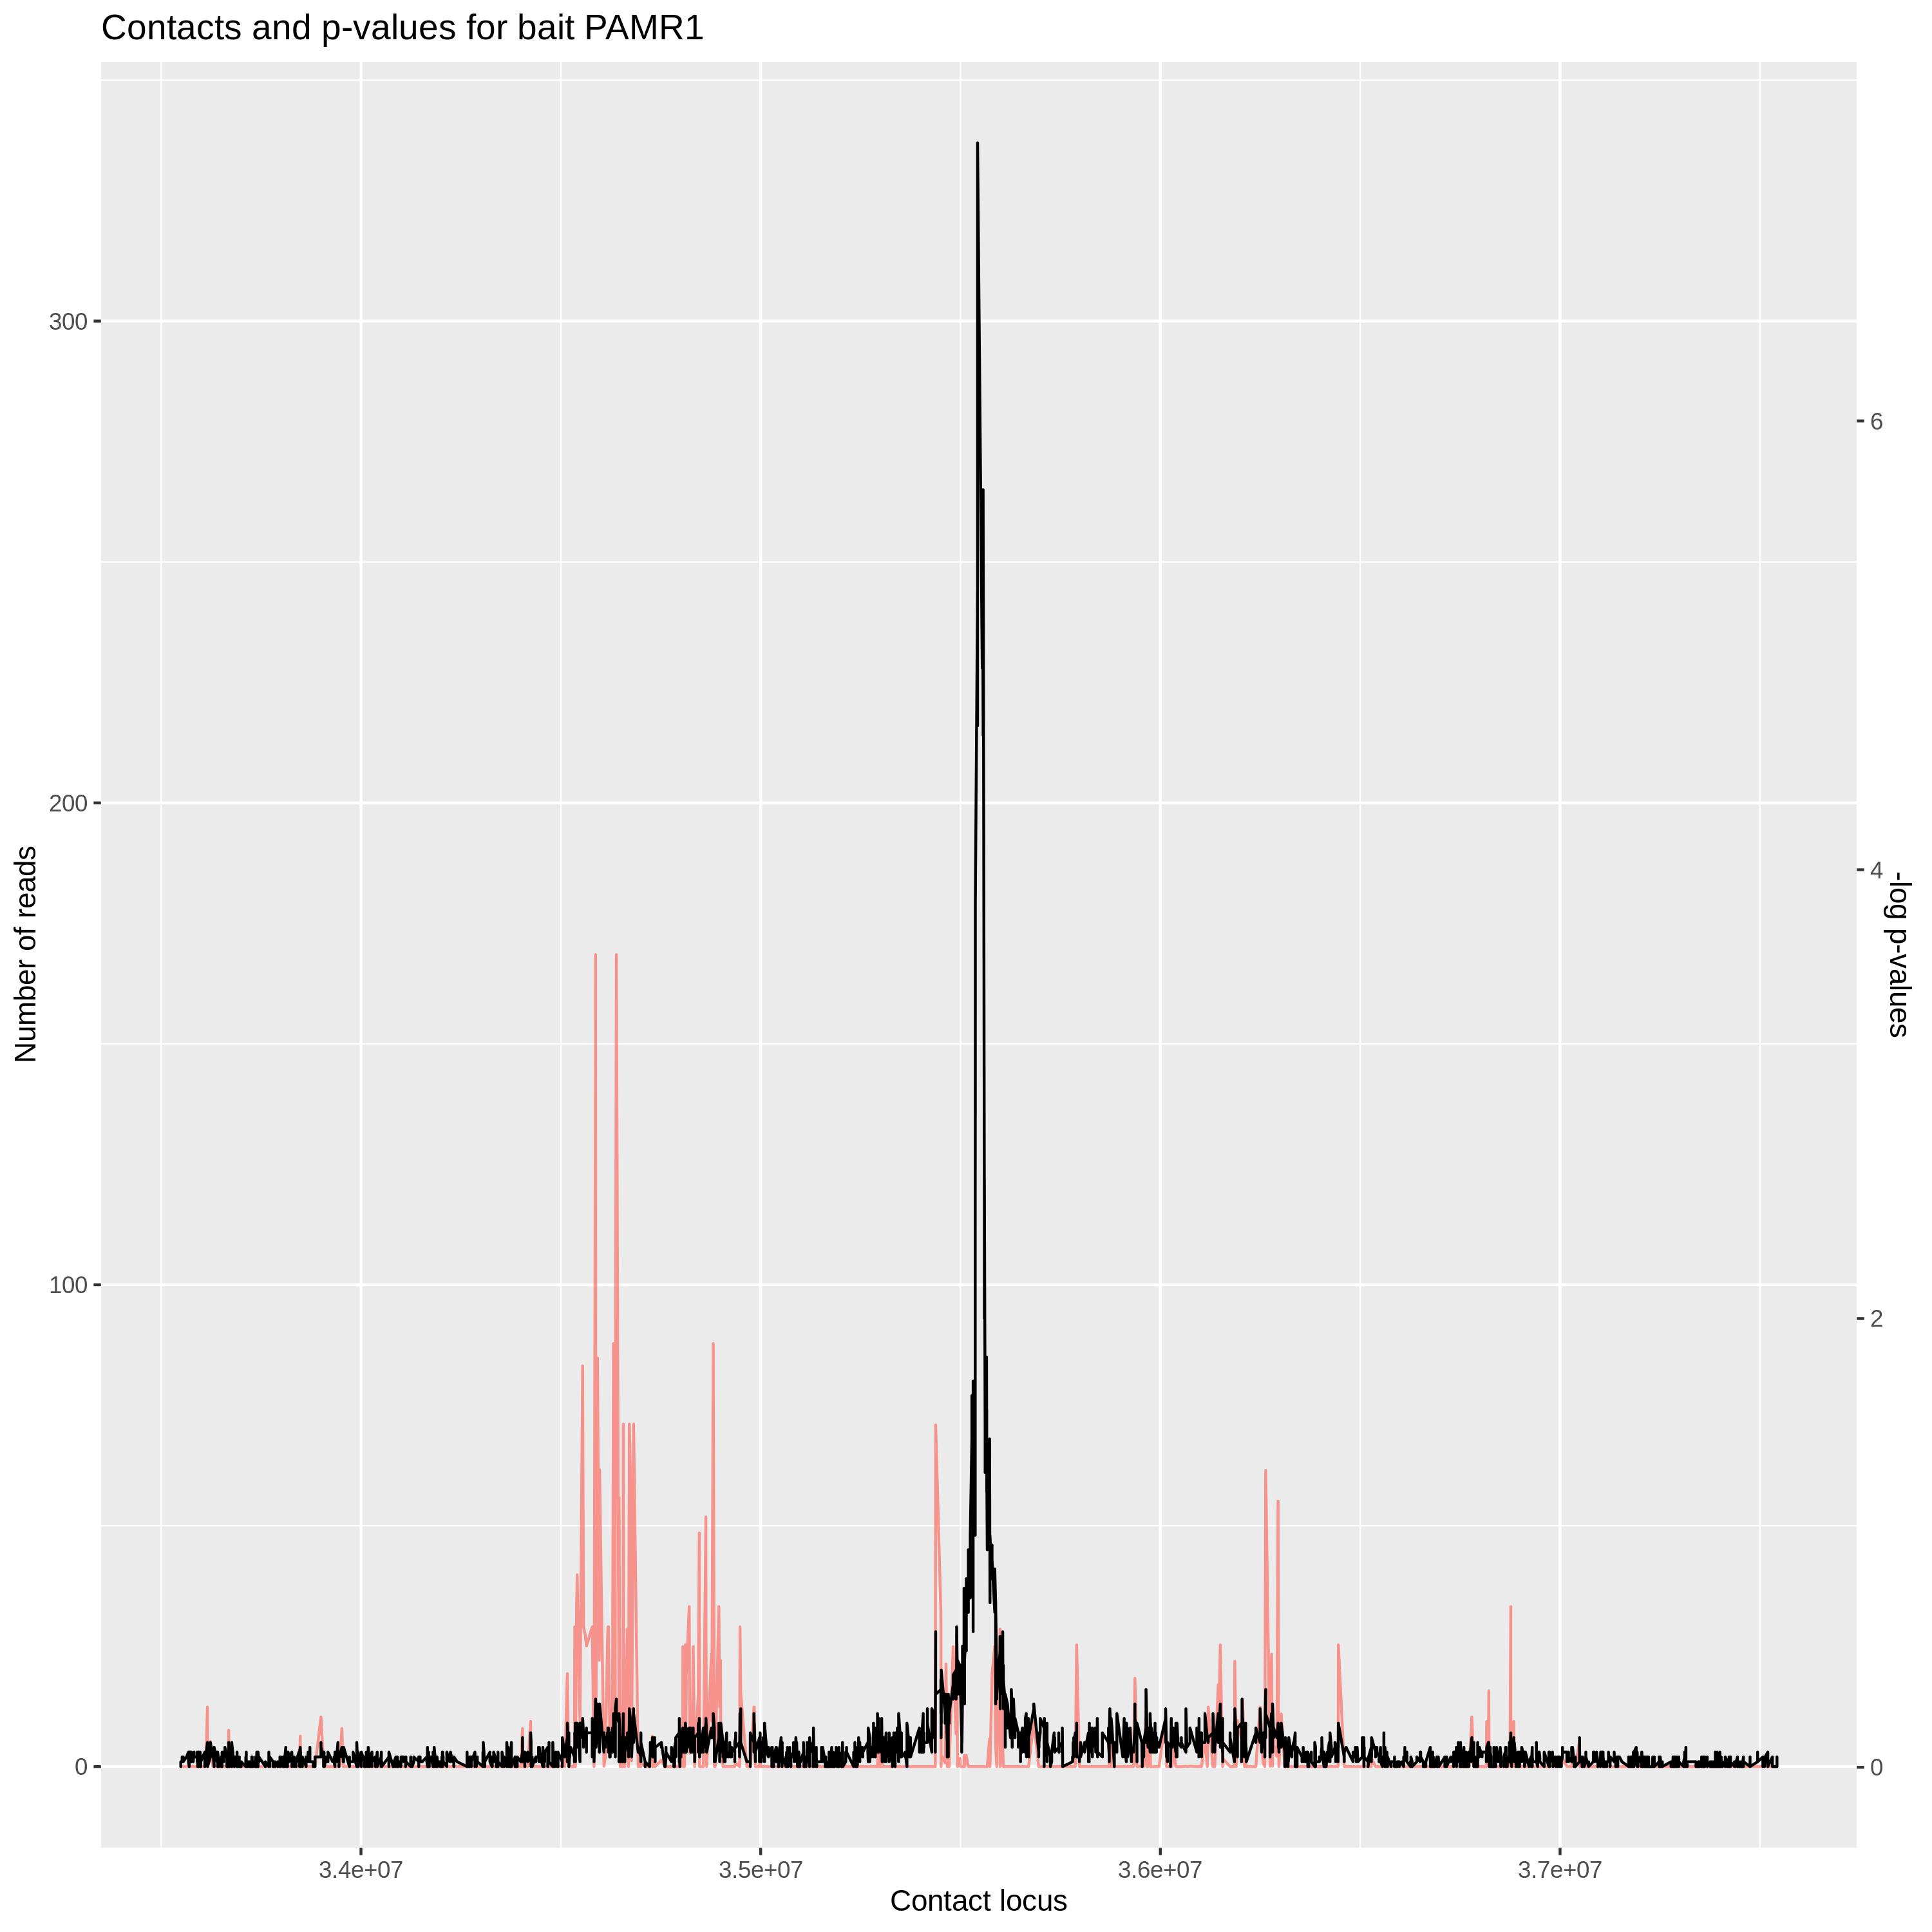 Contacts and p-values for bait PAMR1
Number of reads
300
200
100
0
6
4
2
0
-log p-values
3.4e+07
3.5e+07
3.6e+07
3.7e+07
Contact locus